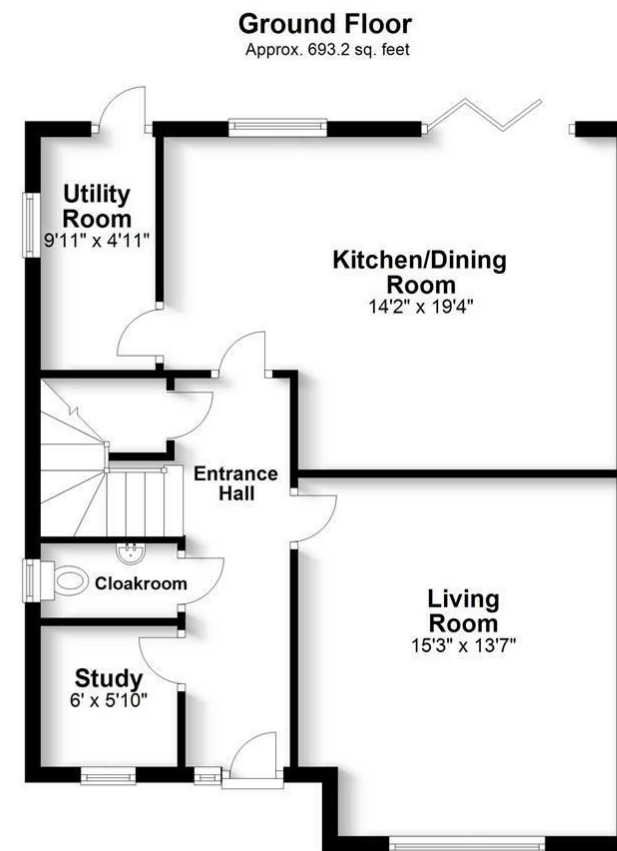 Ground Floor
Approx. 693.2 sq. feet
Utility
Room
9'11" x 4'11"
Kitchen/Dining
Room
14'2" x 19'4"
Entrance
Hall
Cloakroom
Living
Room
15'3" x 13'7"
Study
6' x 5'10"